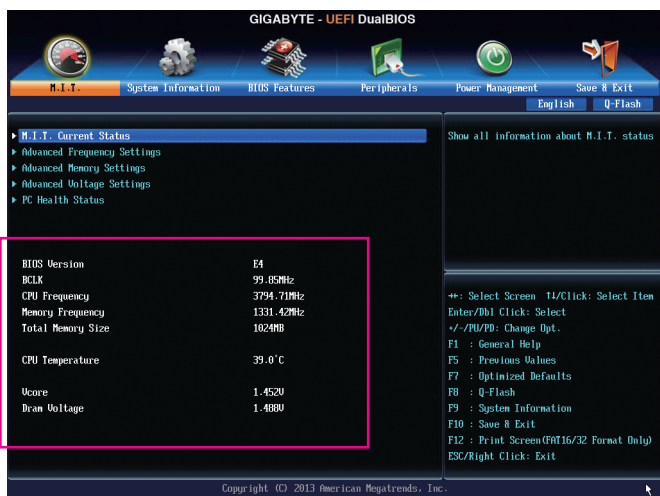 GIGABYTE - UEFI DualBIOS
M.I.T. System Information BIOS Features Peripherals Power Management Save & Exit
English Q-Flash
M.I.T. Current Status
Advanced Frequency Settings
Advanced Memory Settings
Advanced Voltage Settings
PC Health Status
Show all information about M.I.T. status
BIOS Version E4
BCLK 99.85MHz
CPU Frequency 3794.71MHz
Memory Frequency 1331.42MHz
Total Memory Size 1024MB
CPU Temperature 39.0°C
Vcore 1.452V
Dram Voltage 1.488V
↔: Select Screen ↑↓/Click: Select Item
Enter/Dbl Click: Select
+/-/PU/PD: Change Opt.
F1 : General Help
F5 : Previous Values
F7 : Optimized Defaults
F8 : Q-Flash
F9 : System Information
F10 : Save & Exit
F12 : Print Screen(FAT16/32 Format Only)
ESC/Right Click: Exit
Copyright (C) 2013 American Megatrends, Inc.